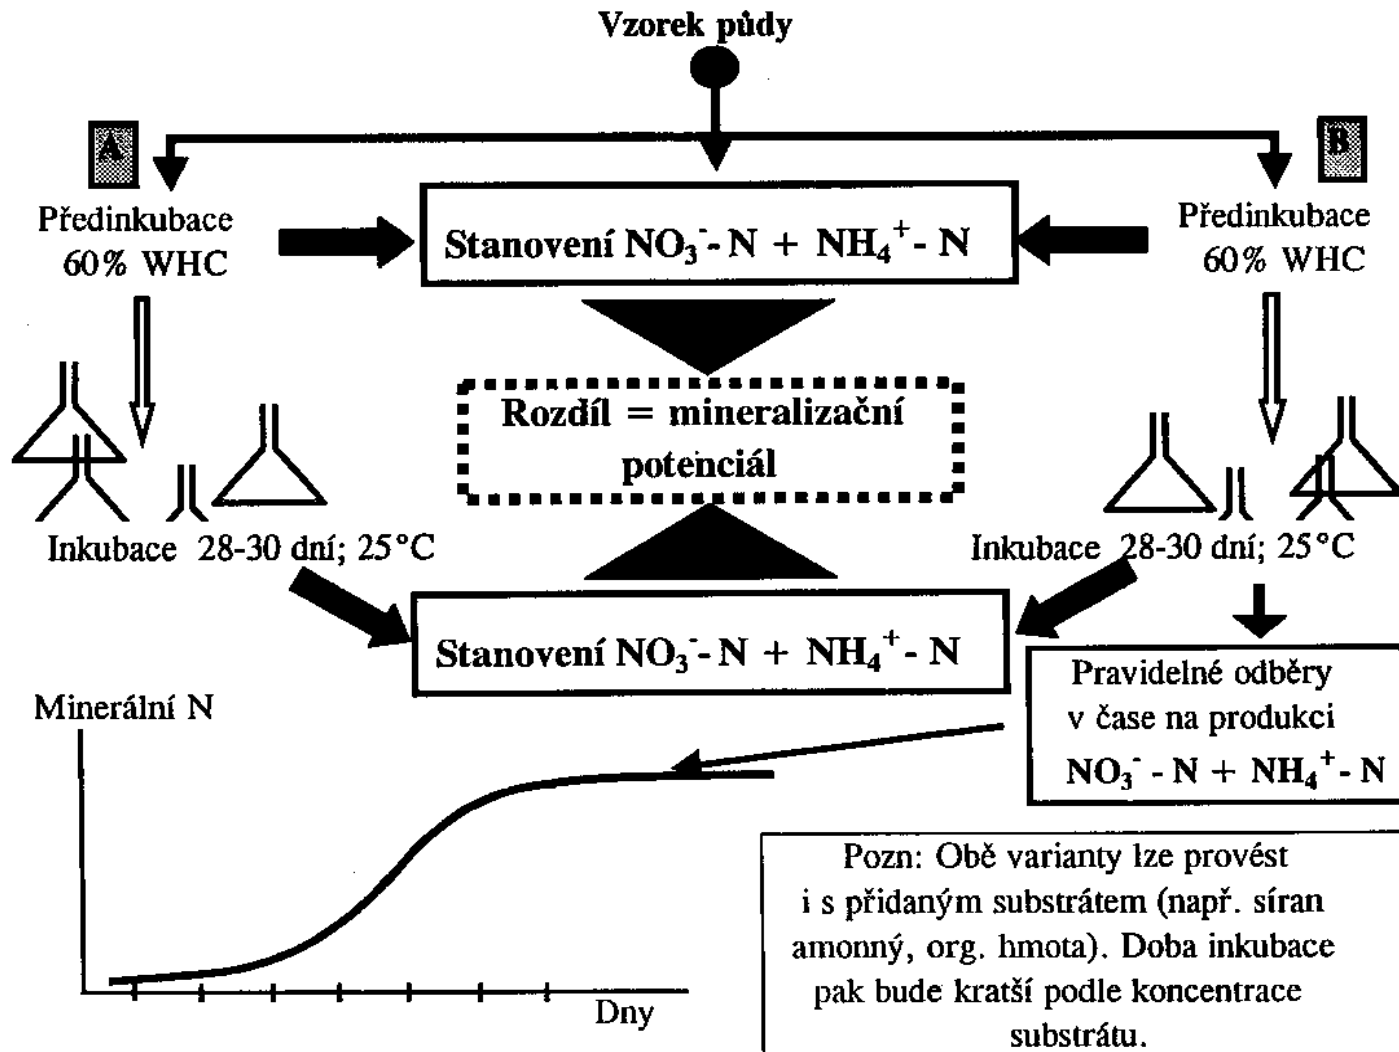 Vzorek půdy
A
B
Předinkubace
60% WHC
Stanovení NO₃⁻- N + NH₄⁺- N
Předinkubace
60% WHC
Rozdíl = mineralizační
potenciál
Inkubace 28-30 dní; 25°C
Inkubace 28-30 dní; 25°C
Stanovení NO₃⁻- N + NH₄⁺- N
Pravidelné odběry
v čase na produkci
NO₃⁻ - N + NH₄⁺- N
Minerální N
Dny
Pozn: Obě varianty lze provést
i s přidaným substrátem (např. síran
amonný, org. hmota). Doba inkubace
pak bude kratší podle koncentrace
substrátu.